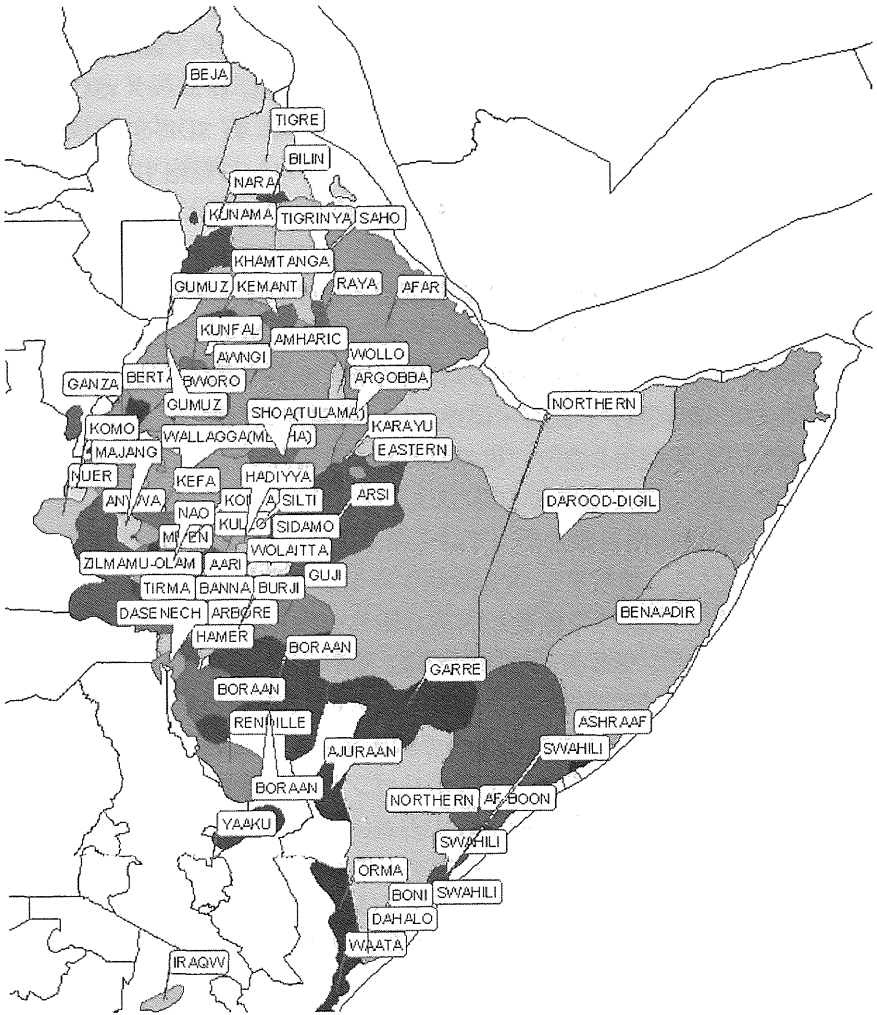 BEJA
TIGRE
BILIN
NARA
KUNAMA
TIGRINYA
SAHO
KHAMTANGA
GUMUZ
KEMANT
RAYA
AFAR
KUNFAL
AMHARIC
AWNGI
WOLLO
GANZA
BERTA
BWORO
ARGOBBA
GUMUZ
NORTHERN
SHOA(TULAMA)
KOMO
WALLAGGA
KARAYU
MAJANG
EASTERN
NUER
KEFA
HADIYYA
ARSI
SILTI
DAROOD-DIGIL
NAO
SIDAMO
WOLAITTA
ZILMAMU-OLAM
AARI
GUJI
TIRMA
BANNA
BURJI
DASENECH
ARBORE
BENAADIR
HAMER
BORAAN
GARRE
BORAAN
RENDILLE
ASHRAAF
AJURAAN
SWAHILI
BORAAN
NORTHERN
AF-BOON
YAAKU
SWAHILI
ORMA
BONI
SWAHILI
DAHALO
WAATA
IRAQW